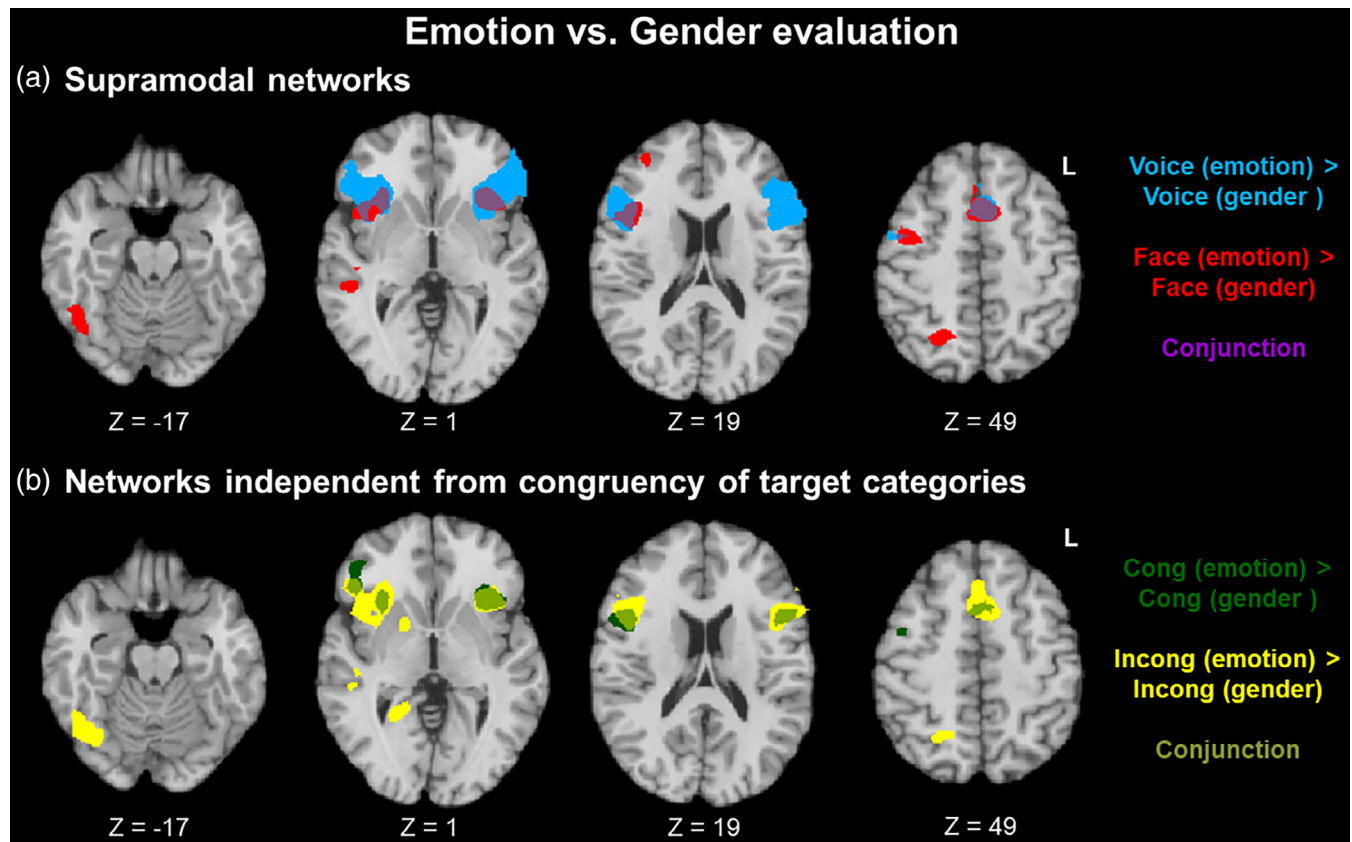 Emotion vs. Gender evaluation
(a) Supramodal networks
L
Voice (emotion) >
Voice (gender )
Face (emotion) >
Face (gender)
Conjunction
Z = -17
Z = 1
Z = 19
Z = 49
(b) Networks independent from congruency of target categories
L
Cong (emotion) >
Cong (gender )
Incong (emotion) >
Incong (gender)
Conjunction
Z = -17
Z = 1
Z = 19
Z = 49